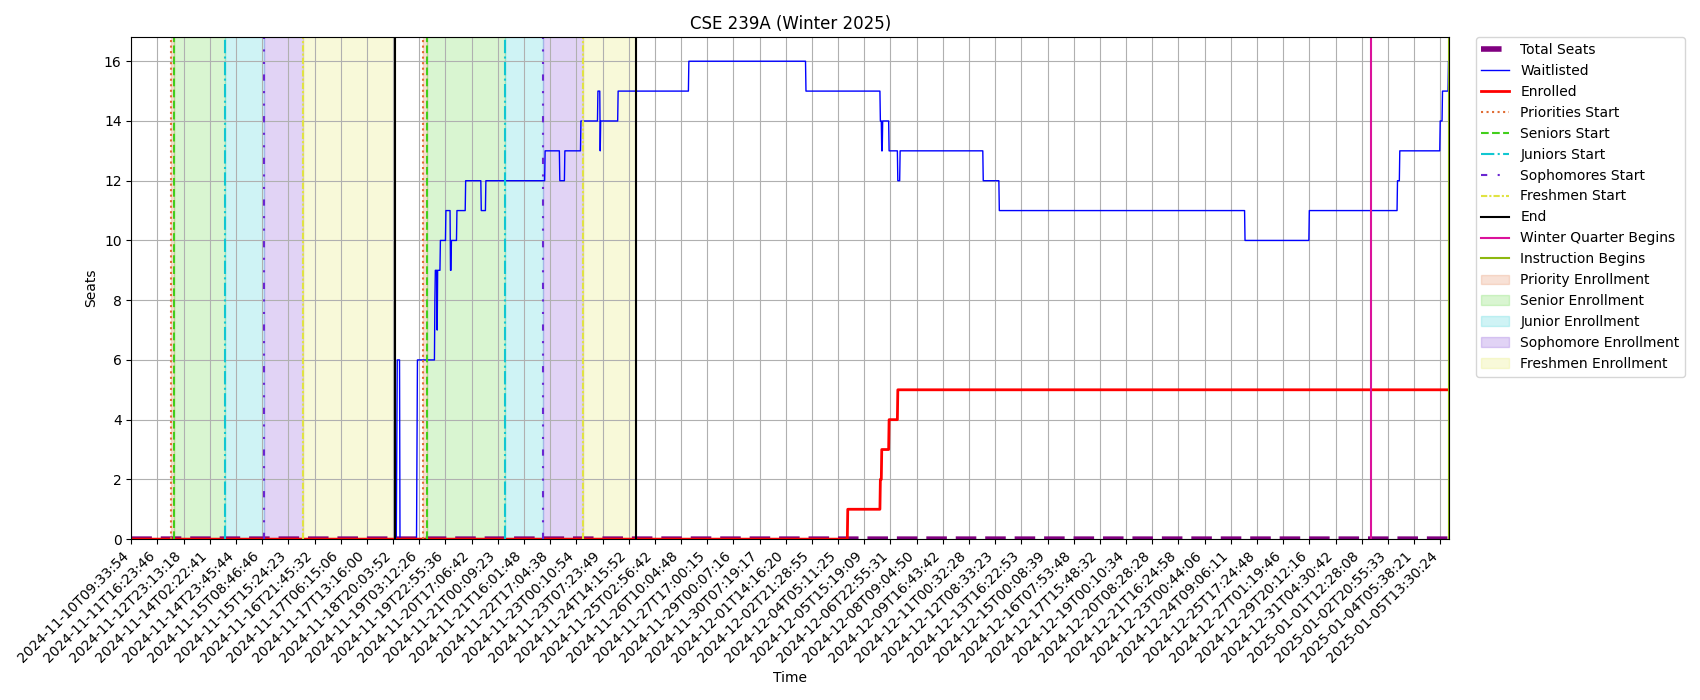 CSE 239A (Winter 2025)
Seats
16
14
12
10
8
6
4
2
0
2024-11-10T09:33:54
2024-11-11T16:23:46
2024-11-12T23:13:18
2024-11-14T02:22:41
2024-11-14T23:45:44
2024-11-15T08:46:46
2024-11-15T15:24:23
2024-11-16T21:45:32
2024-11-17T06:15:06
2024-11-17T13:16:00
2024-11-18T20:03:52
2024-11-19T03:12:26
2024-11-19T22:55:36
2024-11-20T17:06:42
2024-11-21T00:09:23
2024-11-21T16:01:48
2024-11-22T17:04:38
2024-11-23T00:10:54
2024-11-23T07:23:49
2024-11-24T14:15:52
2024-11-25T02:56:42
2024-11-26T10:04:48
2024-11-27T17:00:15
2024-11-29T00:07:16
2024-11-30T07:19:17
2024-12-01T14:16:20
2024-12-02T21:28:55
2024-12-04T05:11:25
2024-12-05T15:19:09
2024-12-06T22:55:31
2024-12-08T09:04:50
2024-12-09T16:43:42
2024-12-11T00:32:28
2024-12-12T08:33:23
2024-12-13T16:22:53
2024-12-15T00:08:39
2024-12-16T07:53:48
2024-12-17T15:48:32
2024-12-19T00:10:34
2024-12-20T08:28:28
2024-12-21T16:24:58
2024-12-23T00:44:06
2024-12-24T09:06:11
2024-12-25T17:24:48
2024-12-27T01:19:46
2024-12-29T20:12:16
2024-12-31T04:30:42
2025-01-01T12:28:08
2025-01-02T20:55:33
2025-01-04T05:38:21
2025-01-05T13:30:24
Time
Total Seats
Waitlisted
Enrolled
Priorities Start
Seniors Start
Juniors Start
Sophomores Start
Freshmen Start
End
Winter Quarter Begins
Instruction Begins
Priority Enrollment
Senior Enrollment
Junior Enrollment
Sophomore Enrollment
Freshmen Enrollment